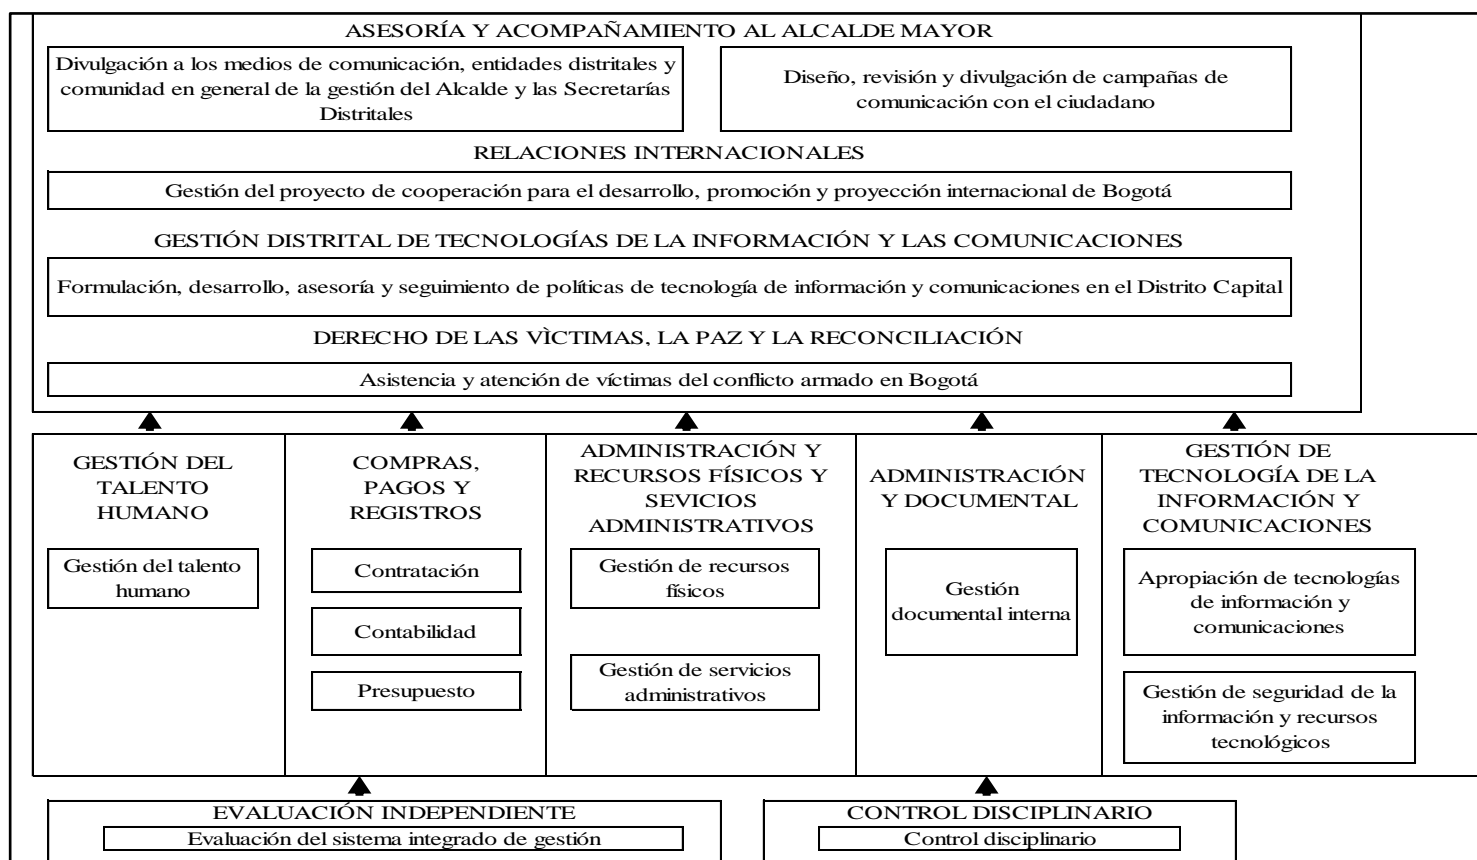 ASESORÍA Y ACOMPAÑAMIENTO AL ALCALDE MAYOR
Divulgación a los medios de comunicación, entidades distritales y
comunidad en general de la gestión del Alcalde y las Secretarías
Distritales
Diseño, revisión y divulgación de campañas de
comunicación con el ciudadano
RELACIONES INTERNACIONALES
Gestión del proyecto de cooperación para el desarrollo, promoción y proyección internacional de Bogotá
GESTIÓN DISTRITAL DE TECNOLOGÍAS DE LA INFORMACIÓN Y LAS COMUNICACIONES
Formulación, desarrollo, asesoría y seguimiento de políticas de tecnología de información y comunicaciones en el Distrito Capital
DERECHO DE LAS VÌCTIMAS, LA PAZ Y LA RECONCILIACIÓN
Asistencia y atención de víctimas del conflicto armado en Bogotá
GESTIÓN DEL
TALENTO
HUMANO
Gestión del talento
humano
COMPRAS,
PAGOS Y
REGISTROS
Contratación
Contabilidad
Presupuesto
ADMINISTRACIÓN Y
RECURSOS FÍSICOS Y
SEVICIOS
ADMINISTRATIVOS
Gestión de recursos
físicos
Gestión de servicios
administrativos
ADMINISTRACIÓN
Y DOCUMENTAL
Gestión
documental interna
GESTIÓN DE
TECNOLOGÍA DE LA
INFORMACIÓN Y
COMUNICACIONES
Apropiación de tecnologías
de información y
comunicaciones
Gestión de seguridad de la
información y recursos
tecnológicos
EVALUACIÓN INDEPENDIENTE
Evaluación del sistema integrado de gestión
CONTROL DISCIPLINARIO
Control disciplinario